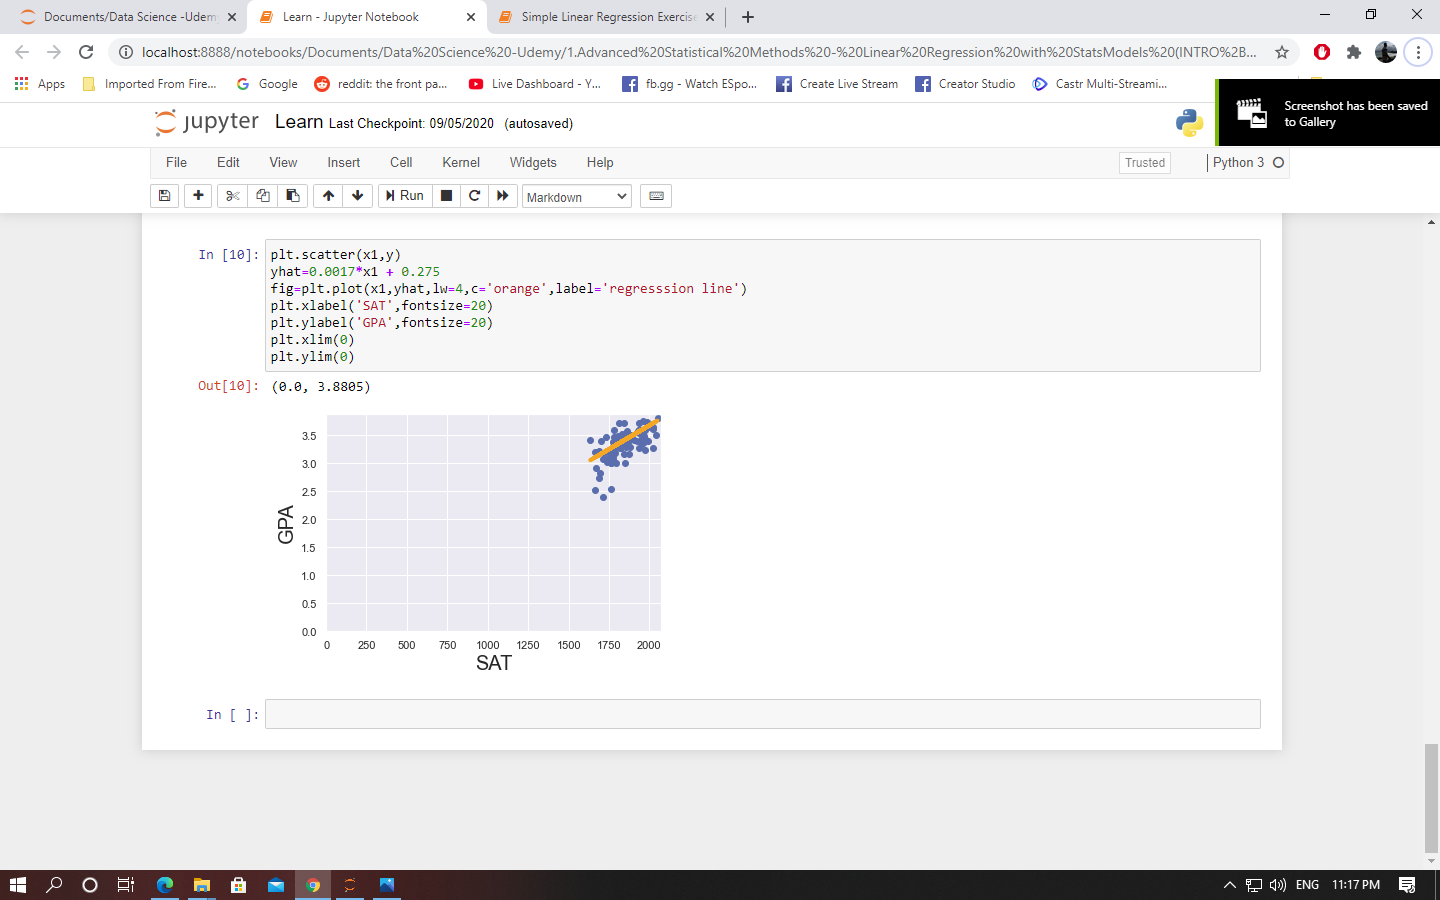 Documents/Data Science -Udem
Learn - Jupyter Notebook
Simple Linear Regression Exercise
localhost:8888/notebooks/Documents/Data%20Science%20-Udemy/1.Advanced%20Statistical%20Methods%20-%20Linear%20Regression%20with%20StatsModels%20(INTRO%2B...
Apps
Imported From Fire...
Google
reddit: the front pa...
Live Dashboard - Y...
fb.gg - Watch ESpo...
Create Live Stream
Creator Studio
Castr Multi-Streami...
Screenshot has been saved
to Gallery
jupyter Learn Last Checkpoint: 09/05/2020 (autosaved)
File Edit View Insert Cell Kernel Widgets Help
Trusted
Python 3
Run
Markdown
In [10]:
plt.scatter(x1,y)
yhat=0.0017*x1 + 0.275
fig=plt.plot(x1,yhat,lw=4,c='orange',label='regresssion line')
plt.xlabel('SAT',fontsize=20)
plt.ylabel('GPA',fontsize=20)
plt.xlim(0)
plt.ylim(0)
Out[10]: (0.0, 3.8805)
3.5
3.0
2.5
2.0
1.5
1.0
0.5
0.0
GPA
0 250 500 750 1000 1250 1500 1750 2000
SAT
In [ ]:
ENG
11:17 PM